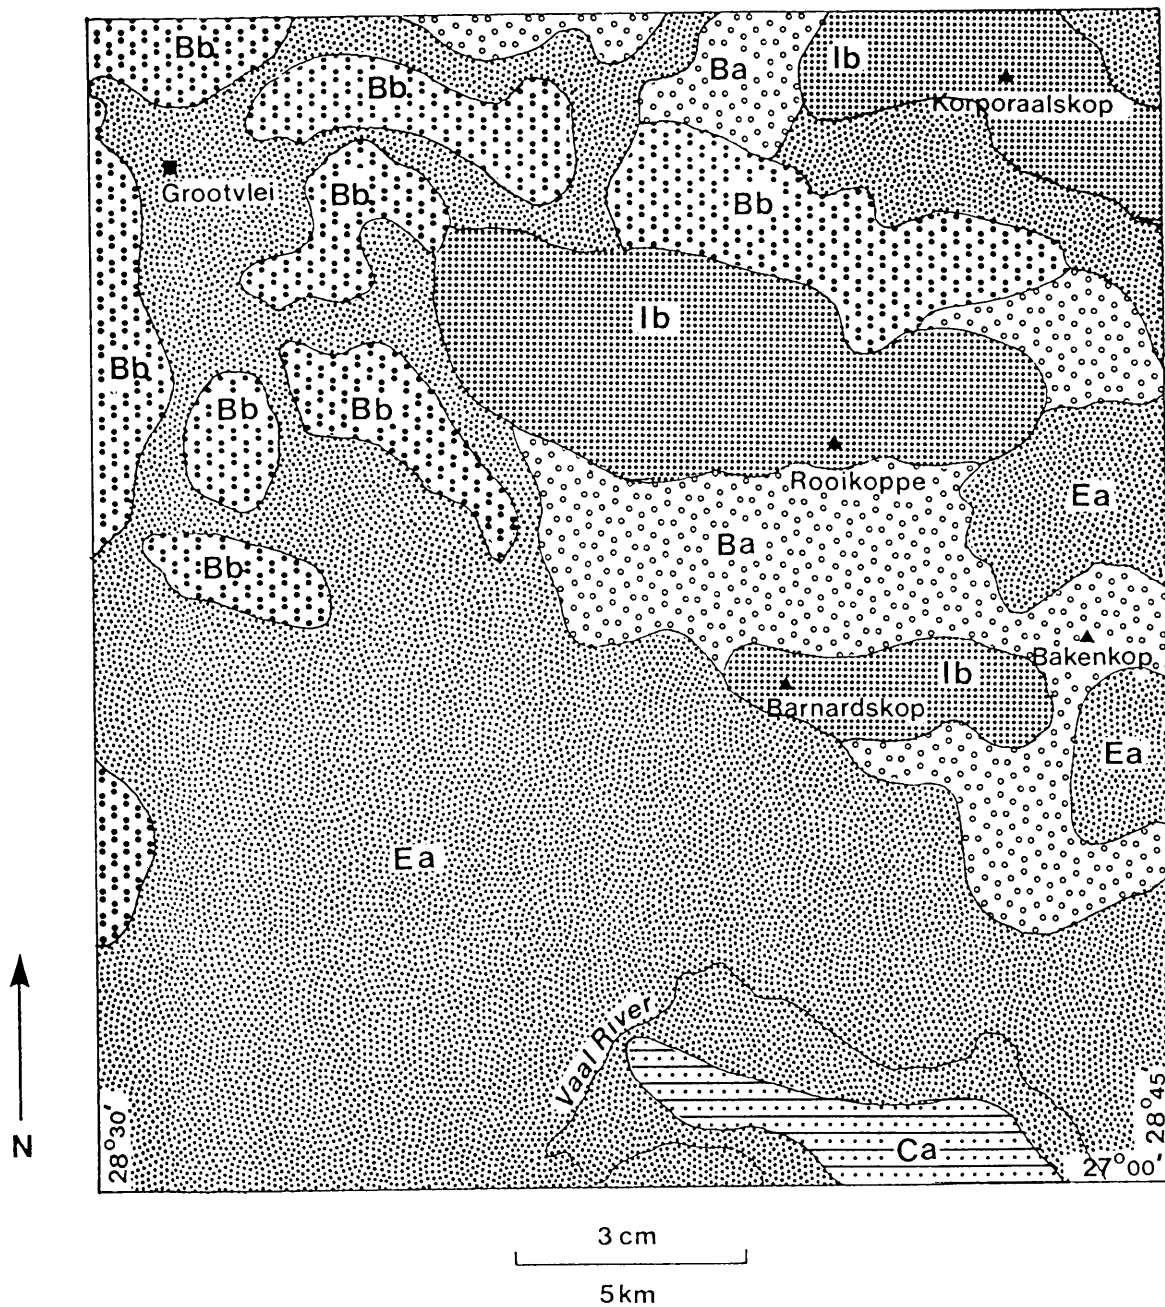 Bb
Bb
Ba
Ib
Korporaalskop
Grootvlei
Bb
Bb
Ib
Bb
Bb
Bb
Rooikoppe
Ea
Ba
Bb
Bakenkop
Ib
Barnardskop
Ea
Ea
Vaal River
28°30'
28°45'
Ca
27°00'
N
3 cm
5 km